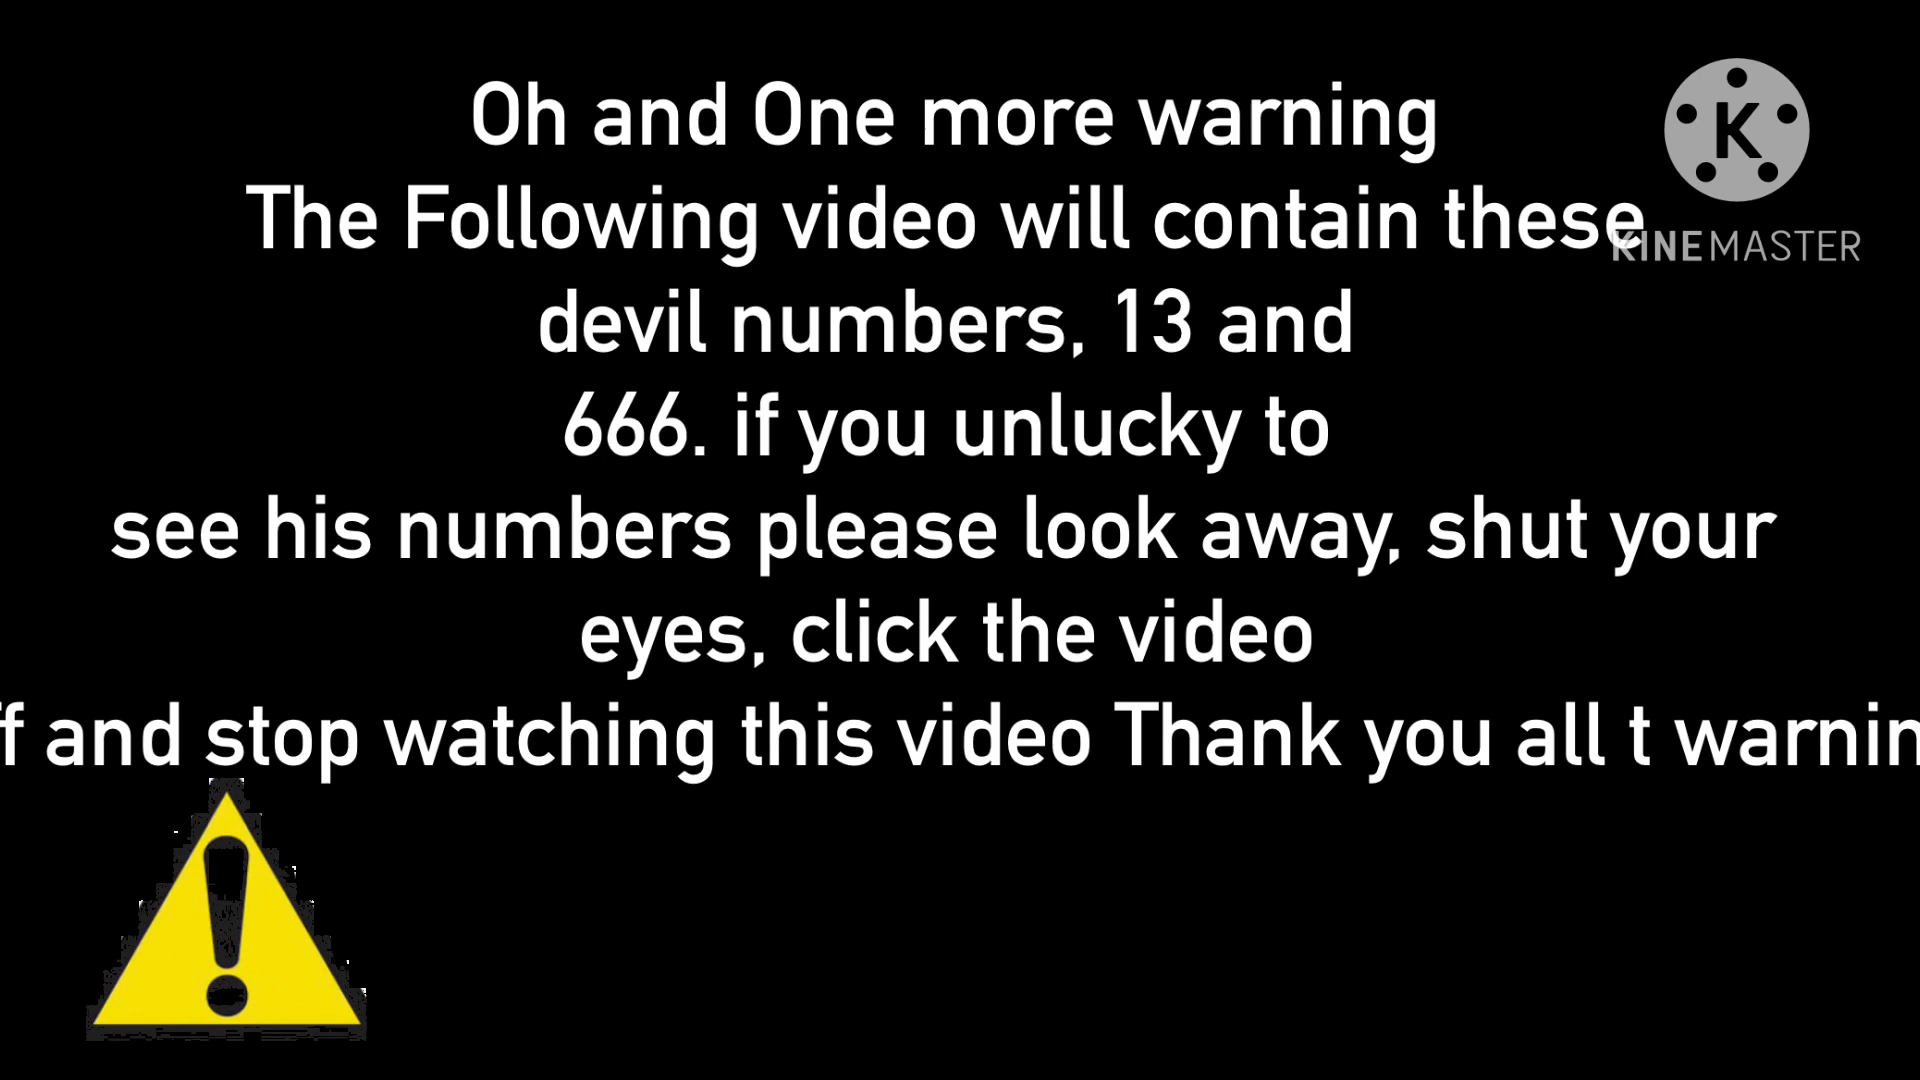 Oh and One more warning
The Following video will contain these
devil numbers, 13 and
666. if you unlucky to
see his numbers please look away, shut your
eyes, click the video
ff and stop watching this video Thank you all t warnin
K
KINEMASTER